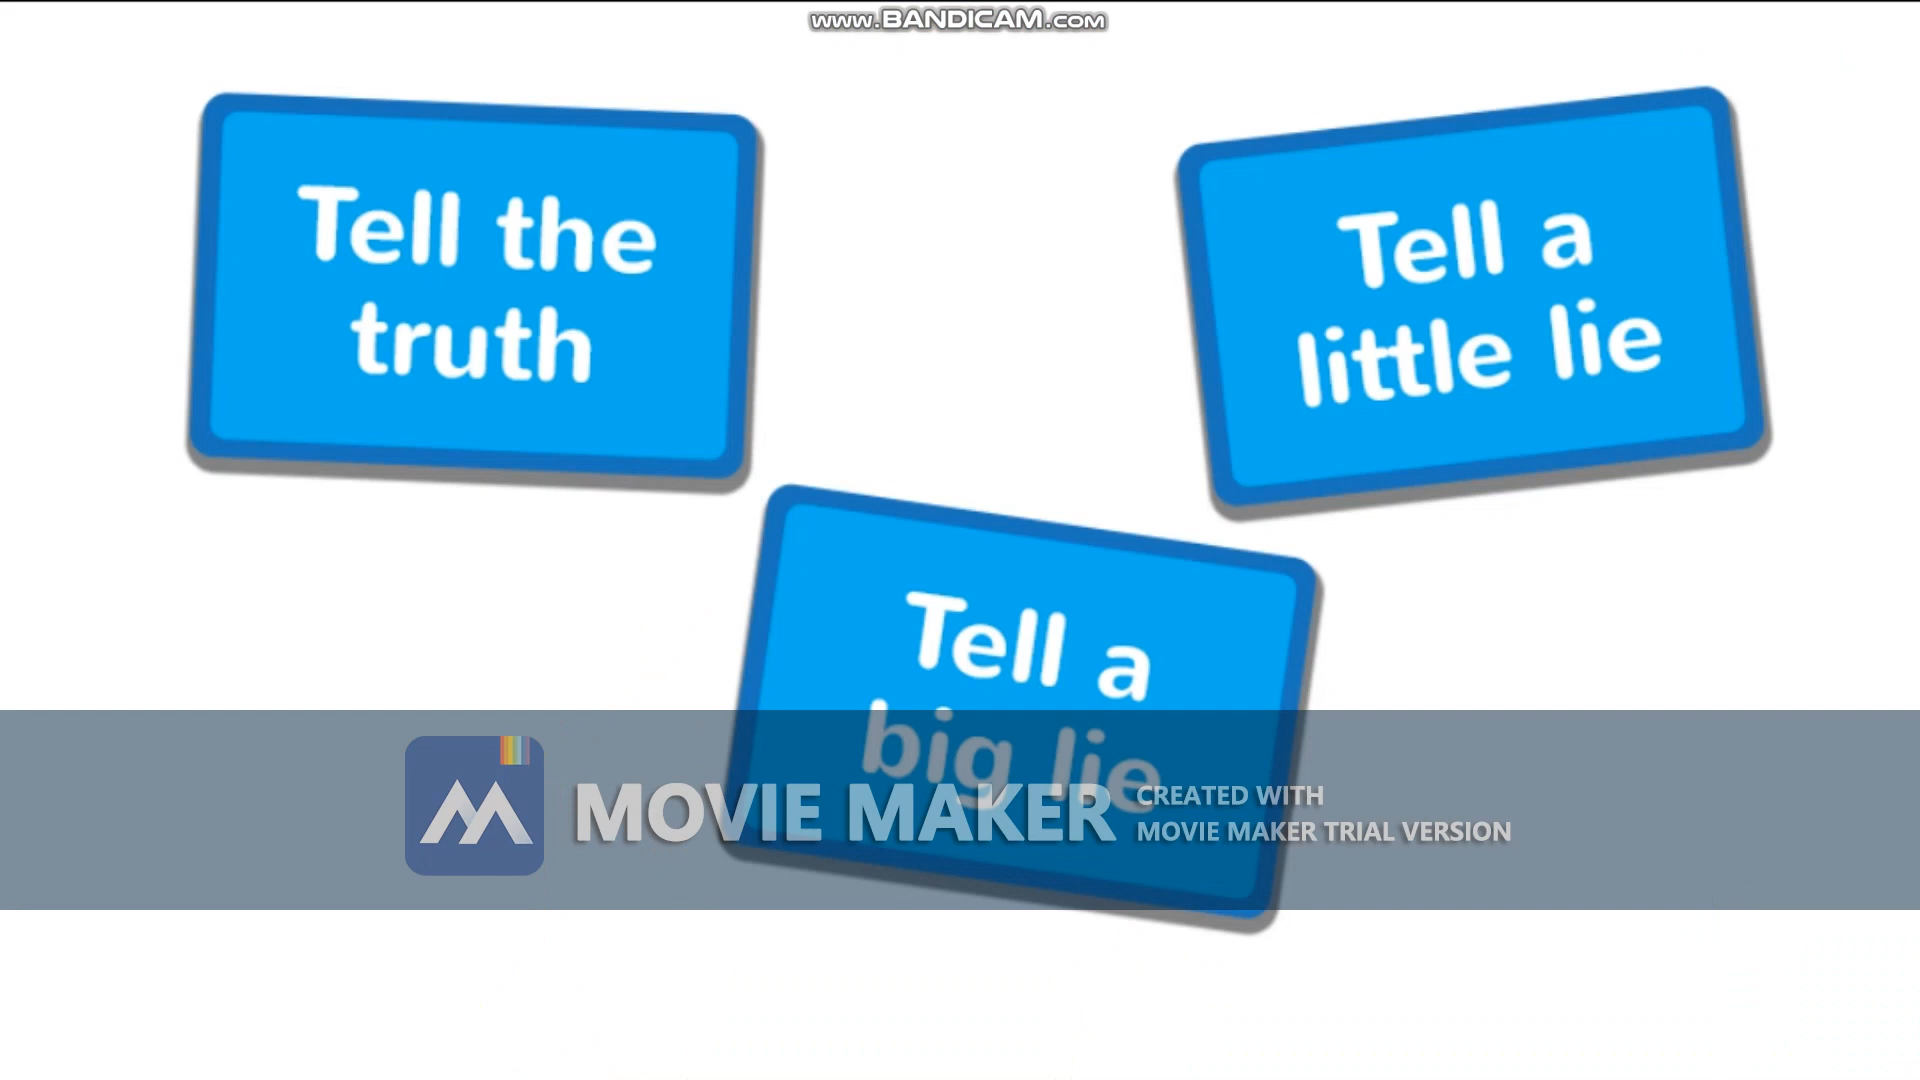 www.BANDICAM.com
Tell the
truth
Tell a
little lie
Tell a
big lie
MOVIE MAKER
CREATED WITH
MOVIE MAKER TRIAL VERSION